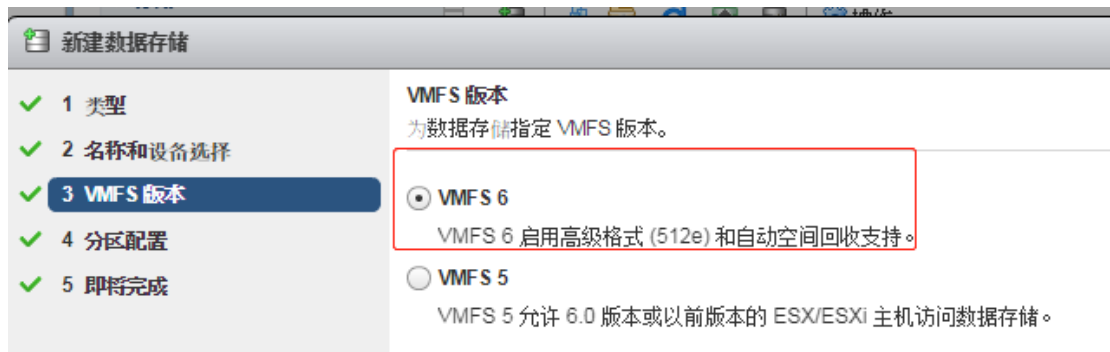 新建数据存储
1 类型
2 名称和设备选择
3 VMFS 版本
4 分区配置
5 即将完成
VMFS 版本
为数据存储指定 VMFS 版本。
VMFS 6
VMFS 6 启用高级格式 (512e) 和自动空间回收支持。
VMFS 5
VMFS 5 允许 6.0 版本或以前版本的 ESX/ESXi 主机访问数据存储。